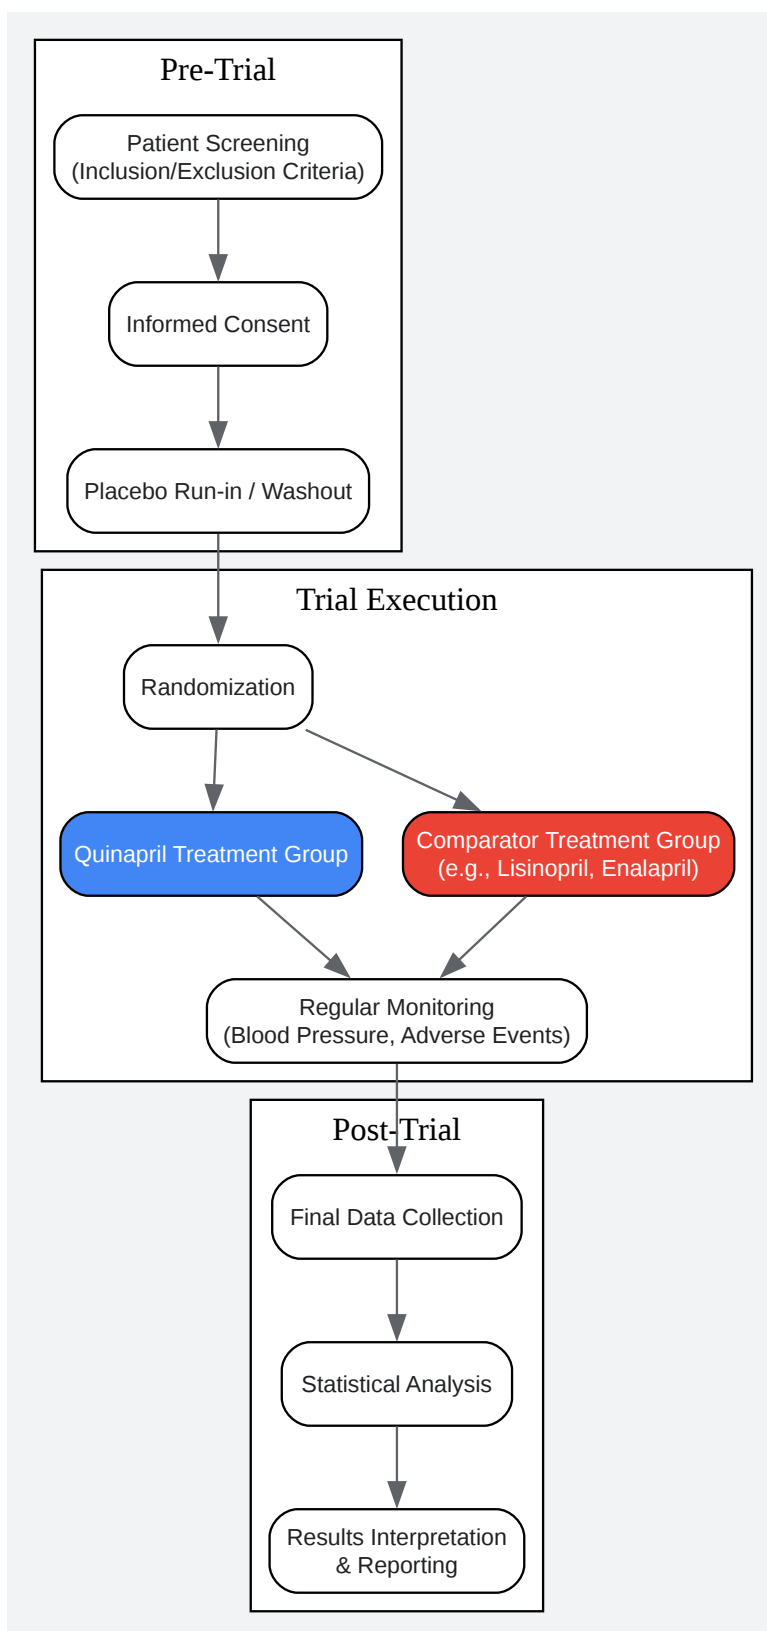 Pre-Trial
Patient Screening
(Inclusion/Exclusion Criteria)
Informed Consent
Placebo Run-in / Washout
Trial Execution
Randomization
Quinapril Treatment Group
Comparator Treatment Group
(e.g., Lisinopril, Enalapril)
Regular Monitoring
(Blood Pressure, Adverse Events)
Post-Trial
Final Data Collection
Statistical Analysis
Results Interpretation
& Reporting